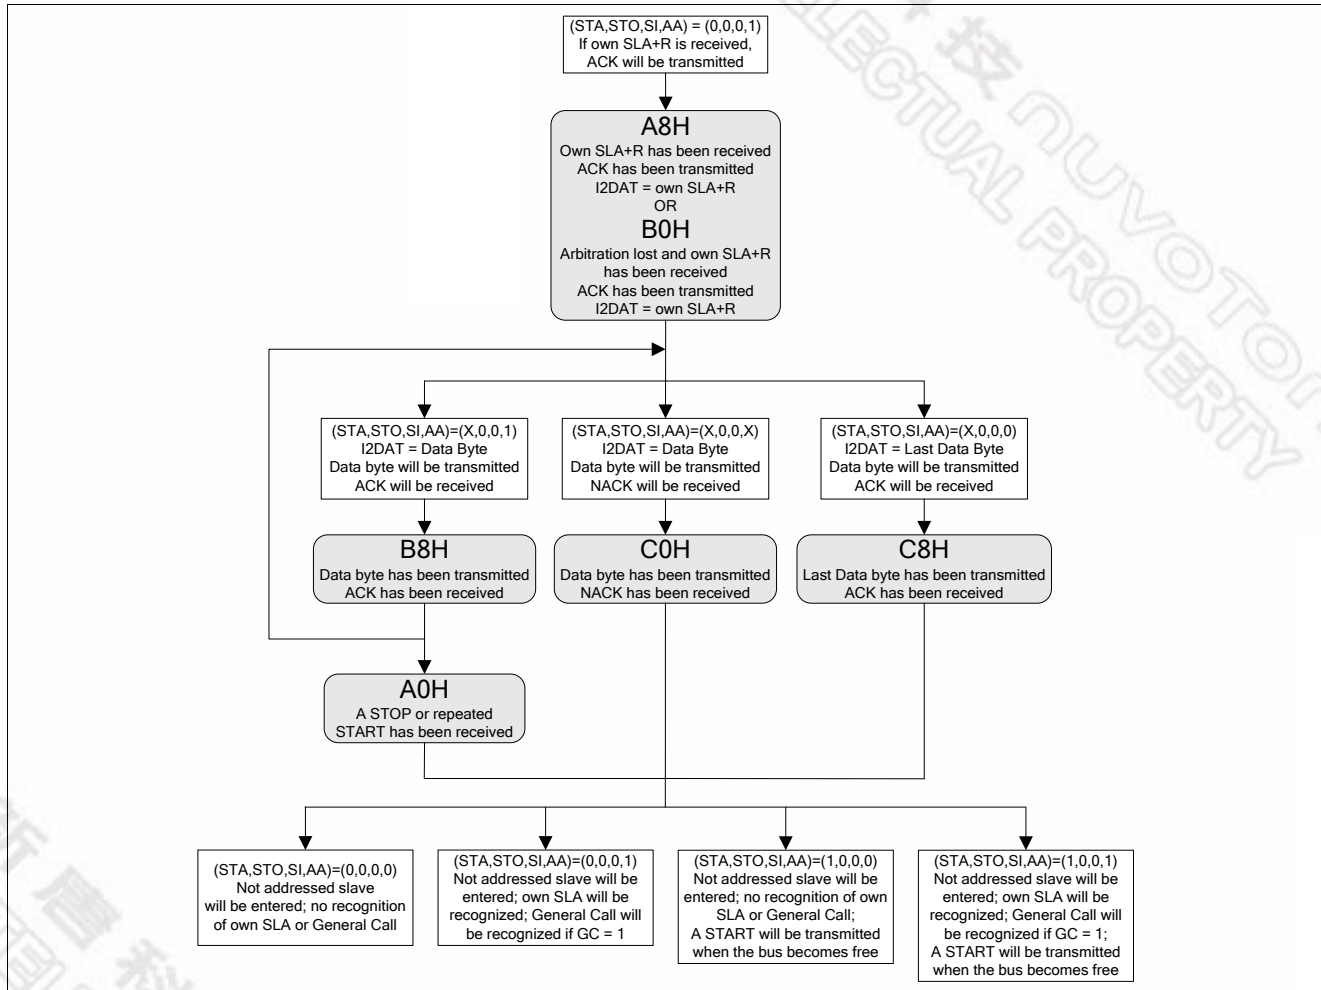 (STA,STO,SI,AA) = (0,0,0,1)
If own SLA+R is received,
ACK will be transmitted
A8H
Own SLA+R has been received
ACK has been transmitted
I2DAT = own SLA+R
OR
B0H
Arbitration lost and own SLA+R
has been received
ACK has been transmitted
I2DAT = own SLA+R
(STA,STO,SI,AA)=(X,0,0,1)
I2DAT = Data Byte
Data byte will be transmitted
ACK will be received
(STA,STO,SI,AA)=(X,0,0,X)
I2DAT = Data Byte
Data byte will be transmitted
NACK will be received
(STA,STO,SI,AA)=(X,0,0,0)
I2DAT = Last Data Byte
Data byte will be transmitted
ACK will be received
B8H
Data byte has been transmitted
ACK has been received
C0H
Data byte has been transmitted
NACK has been received
C8H
Last Data byte has been transmitted
ACK has been received
A0H
A STOP or repeated
START has been received
(STA,STO,SI,AA)=(0,0,0,0)
Not addressed slave
will be entered; no recognition
of own SLA or General Call
(STA,STO,SI,AA)=(0,0,0,1)
Not addressed slave will be
entered; own SLA will be
recognized; General Call will
be recognized if GC = 1
(STA,STO,SI,AA)=(1,0,0,0)
Not addressed slave will be
entered; no recognition of own
SLA or General Call;
A START will be transmitted
when the bus becomes free
(STA,STO,SI,AA)=(1,0,0,1)
Not addressed slave will be
entered; own SLA will be
recognized; General Call will
be recognized if GC = 1;
A START will be transmitted
when the bus becomes free
技 nuvoTon
PROPERTY